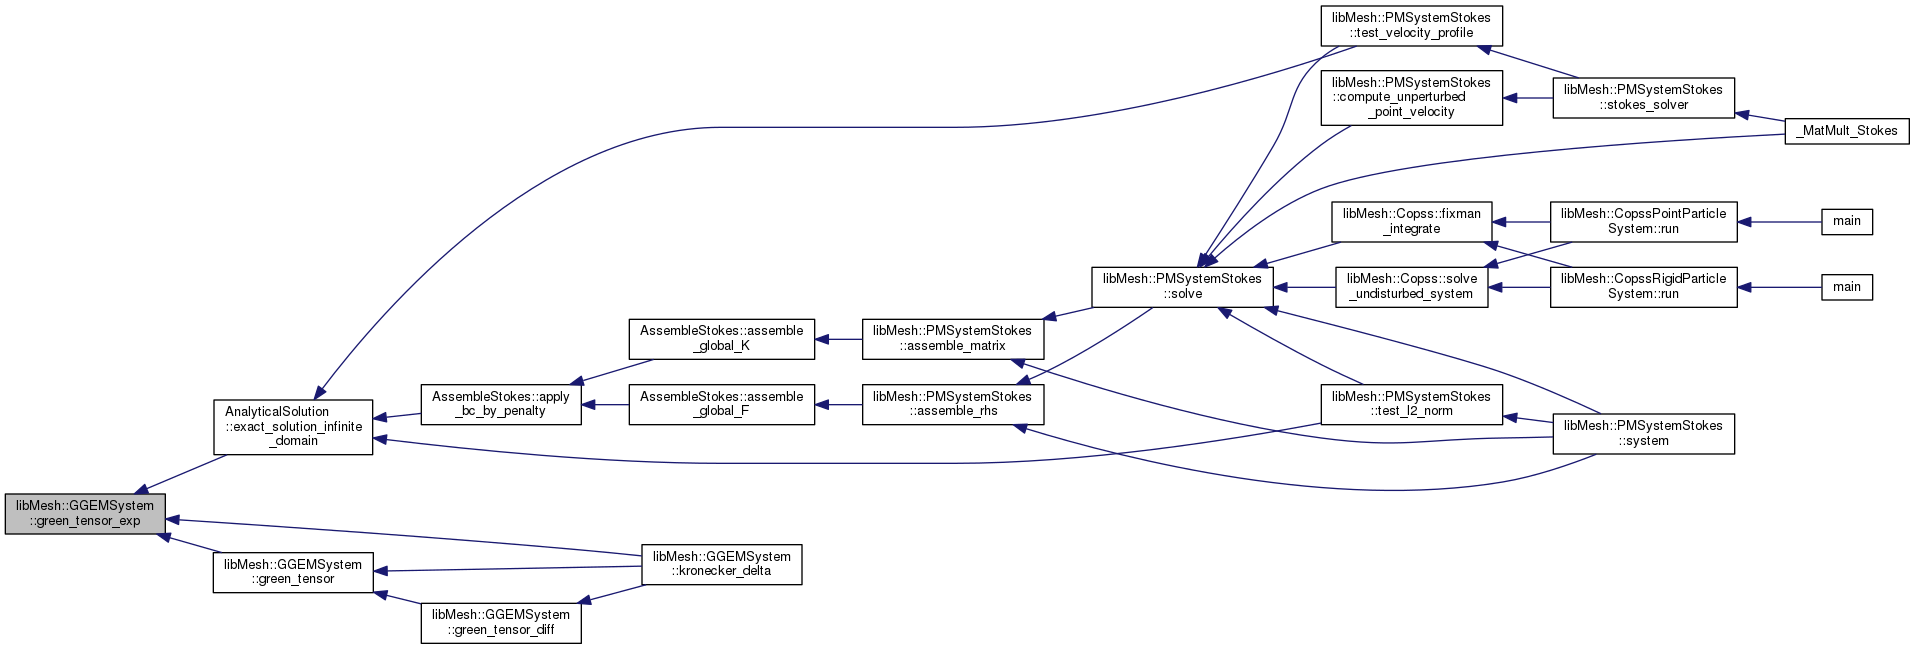 libMesh::GGEMSystem
::green_tensor_exp
AnalyticalSolution
::exact_solution_infinite
_domain
libMesh::GGEMSystem
::green_tensor
AssembleStokes::apply
_bc_by_penalty
libMesh::GGEMSystem
::green_tensor_diff
AssembleStokes::assemble
_global_K
AssembleStokes::assemble
_global_F
libMesh::GGEMSystem
::kronecker_delta
libMesh::PMSystemStokes
::assemble_matrix
libMesh::PMSystemStokes
::assemble_rhs
libMesh::PMSystemStokes
::solve
libMesh::PMSystemStokes
::test_velocity_profile
libMesh::PMSystemStokes
::compute_unperturbed
_point_velocity
libMesh::Copss::fixman
_integrate
libMesh::Copss::solve
_undisturbed_system
libMesh::PMSystemStokes
::test_l2_norm
libMesh::PMSystemStokes
::stokes_solver
libMesh::CopssPointParticle
System::run
libMesh::CopssRigidParticle
System::run
libMesh::PMSystemStokes
::system
_MatMult_Stokes
main
main